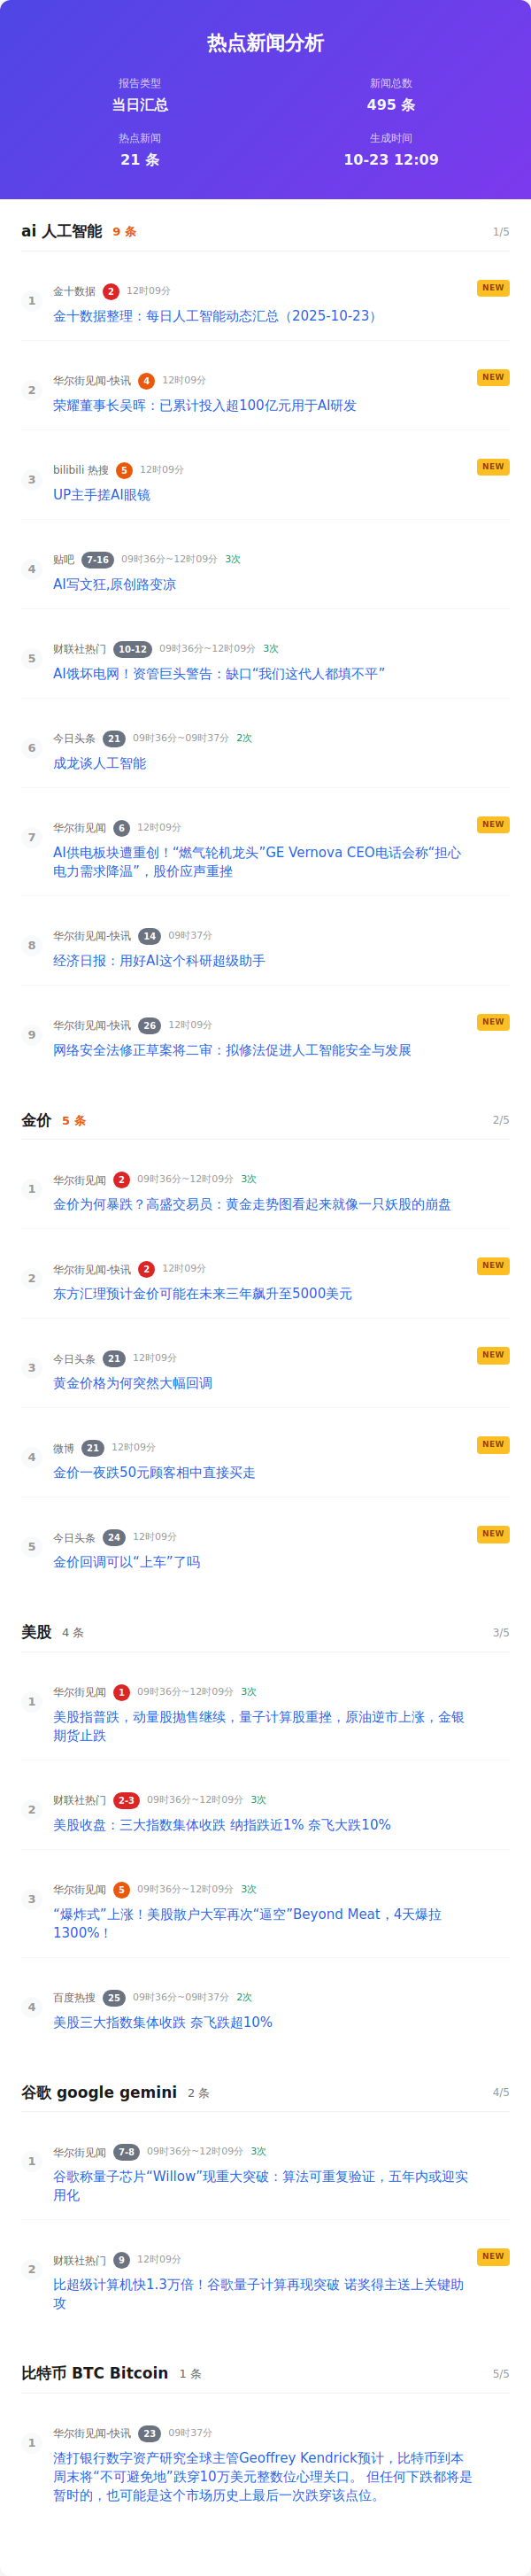 热点新闻分析
报告类型
当日汇总
新闻总数
495 条
热点新闻
21 条
生成时间
10-23 12:09
ai 人工智能 9 条 1/5
1 金十数据 2 12时09分 NEW
金十数据整理：每日人工智能动态汇总（2025-10-23）
2 华尔街见闻-快讯 4 12时09分 NEW
荣耀董事长吴晖：已累计投入超100亿元用于AI研发
3 bilibili 热搜 5 12时09分 NEW
UP主手搓AI眼镜
4 贴吧 7-16 09时36分~12时09分 3次
AI写文狂,原创路变凉
5 财联社热门 10-12 09时36分~12时09分 3次
AI饿坏电网！资管巨头警告：缺口“我们这代人都填不平”
6 今日头条 21 09时36分~09时37分 2次
成龙谈人工智能
7 华尔街见闻 6 12时09分 NEW
AI供电板块遭重创！“燃气轮机龙头”GE Vernova CEO电话会称“担心
电力需求降温”，股价应声重挫
8 华尔街见闻-快讯 14 09时37分
经济日报：用好AI这个科研超级助手
9 华尔街见闻-快讯 26 12时09分 NEW
网络安全法修正草案将二审：拟修法促进人工智能安全与发展
金价 5 条 2/5
1 华尔街见闻 2 09时36分~12时09分 3次
金价为何暴跌？高盛交易员：黄金走势图看起来就像一只妖股的崩盘
2 华尔街见闻-快讯 2 12时09分 NEW
东方汇理预计金价可能在未来三年飙升至5000美元
3 今日头条 21 12时09分 NEW
黄金价格为何突然大幅回调
4 微博 21 12时09分 NEW
金价一夜跌50元顾客相中直接买走
5 今日头条 24 12时09分 NEW
金价回调可以“上车”了吗
美股 4 条 3/5
1 华尔街见闻 1 09时36分~12时09分 3次
美股指普跌，动量股抛售继续，量子计算股重挫，原油逆市上涨，金银
期货止跌
2 财联社热门 2-3 09时36分~12时09分 3次
美股收盘：三大指数集体收跌 纳指跌近1% 奈飞大跌10%
3 华尔街见闻 5 09时36分~12时09分 3次
“爆炸式”上涨！美股散户大军再次“逼空”Beyond Meat，4天爆拉
1300%！
4 百度热搜 25 09时36分~09时37分 2次
美股三大指数集体收跌 奈飞跌超10%
谷歌 google gemini 2 条 4/5
1 华尔街见闻 7-8 09时36分~12时09分 3次
谷歌称量子芯片“Willow”现重大突破：算法可重复验证，五年内或迎实
用化
2 财联社热门 9 12时09分 NEW
比超级计算机快1.3万倍！谷歌量子计算再现突破 诺奖得主送上关键助
攻
比特币 BTC Bitcoin 1 条 5/5
1 华尔街见闻-快讯 23 09时37分
渣打银行数字资产研究全球主管Geoffrey Kendrick预计，比特币到本
周末将“不可避免地”跌穿10万美元整数位心理关口。 但任何下跌都将是
暂时的，也可能是这个市场历史上最后一次跌穿该点位。